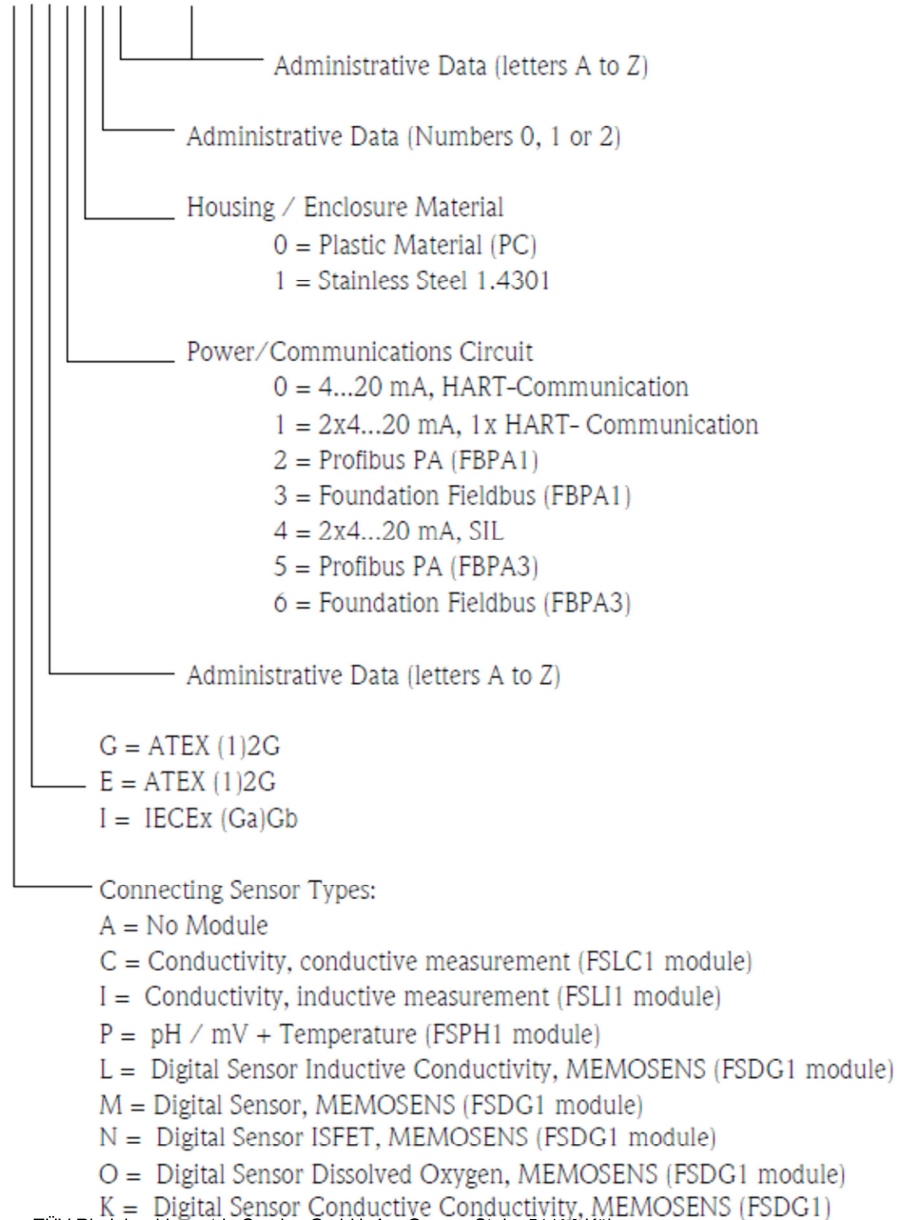 Administrative Data (letters A to Z)
Administrative Data (Numbers 0, 1 or 2)
Housing / Enclosure Material
0 = Plastic Material (PC)
1 = Stainless Steel 1.4301
Power/Communications Circuit
0 = 4...20 mA, HART-Communication
1 = 2x4...20 mA, 1x HART- Communication
2 = Profibus PA (FBPA1)
3 = Foundation Fieldbus (FBPA1)
4 = 2x4...20 mA, SIL
5 = Profibus PA (FBPA3)
6 = Foundation Fieldbus (FBPA3)
Administrative Data (letters A to Z)
G = ATEX (1)2G
E = ATEX (1)2G
I = IECEx (Ga)Gb
Connecting Sensor Types:
A = No Module
C = Conductivity, conductive measurement (FSLC1 module)
I = Conductivity, inductive measurement (FSLI1 module)
P = pH / mV + Temperature (FSPH1 module)
L = Digital Sensor Inductive Conductivity, MEMOSENS (FSDG1 module)
M = Digital Sensor, MEMOSENS (FSDG1 module)
N = Digital Sensor ISFET, MEMOSENS (FSDG1 module)
O = Digital Sensor Dissolved Oxygen, MEMOSENS (FSDG1 module)
K = Digital Sensor Conductive Conductivity, MEMOSENS (FSDG1)